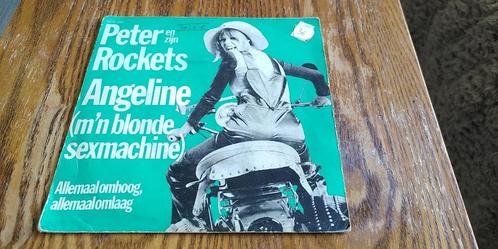 Peter en zijn
Rockets
Angeline
(m'n blonde
sexmachine)
Allemaal omhoog,
allemaal omlaag